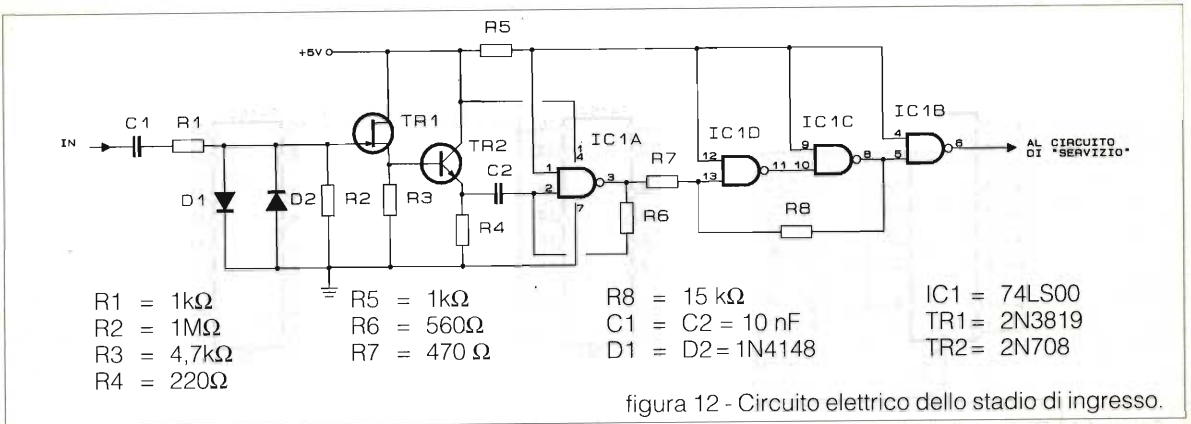 R5
+5V
IN
C1
R1
TR1
TR2
IC1A
IC1D
IC1C
IC1B
D1
D2
R2
R3
C2
R4
R7
R6
R8
1
4
1
2
3
7
12
13
11
9
10
8
4
5
6
AL CIRCUITO
DI "SERVIZIO"
R1 = 1kΩ
R2 = 1MΩ
R3 = 4,7kΩ
R4 = 220Ω
R5 = 1kΩ
R6 = 560Ω
R7 = 470 Ω
R8 = 15 kΩ
C1 = C2 = 10 nF
D1 = D2 = 1N4148
IC1 = 74LS00
TR1 = 2N3819
TR2 = 2N708
figura 12 - Circuito elettrico dello stadio di ingresso.